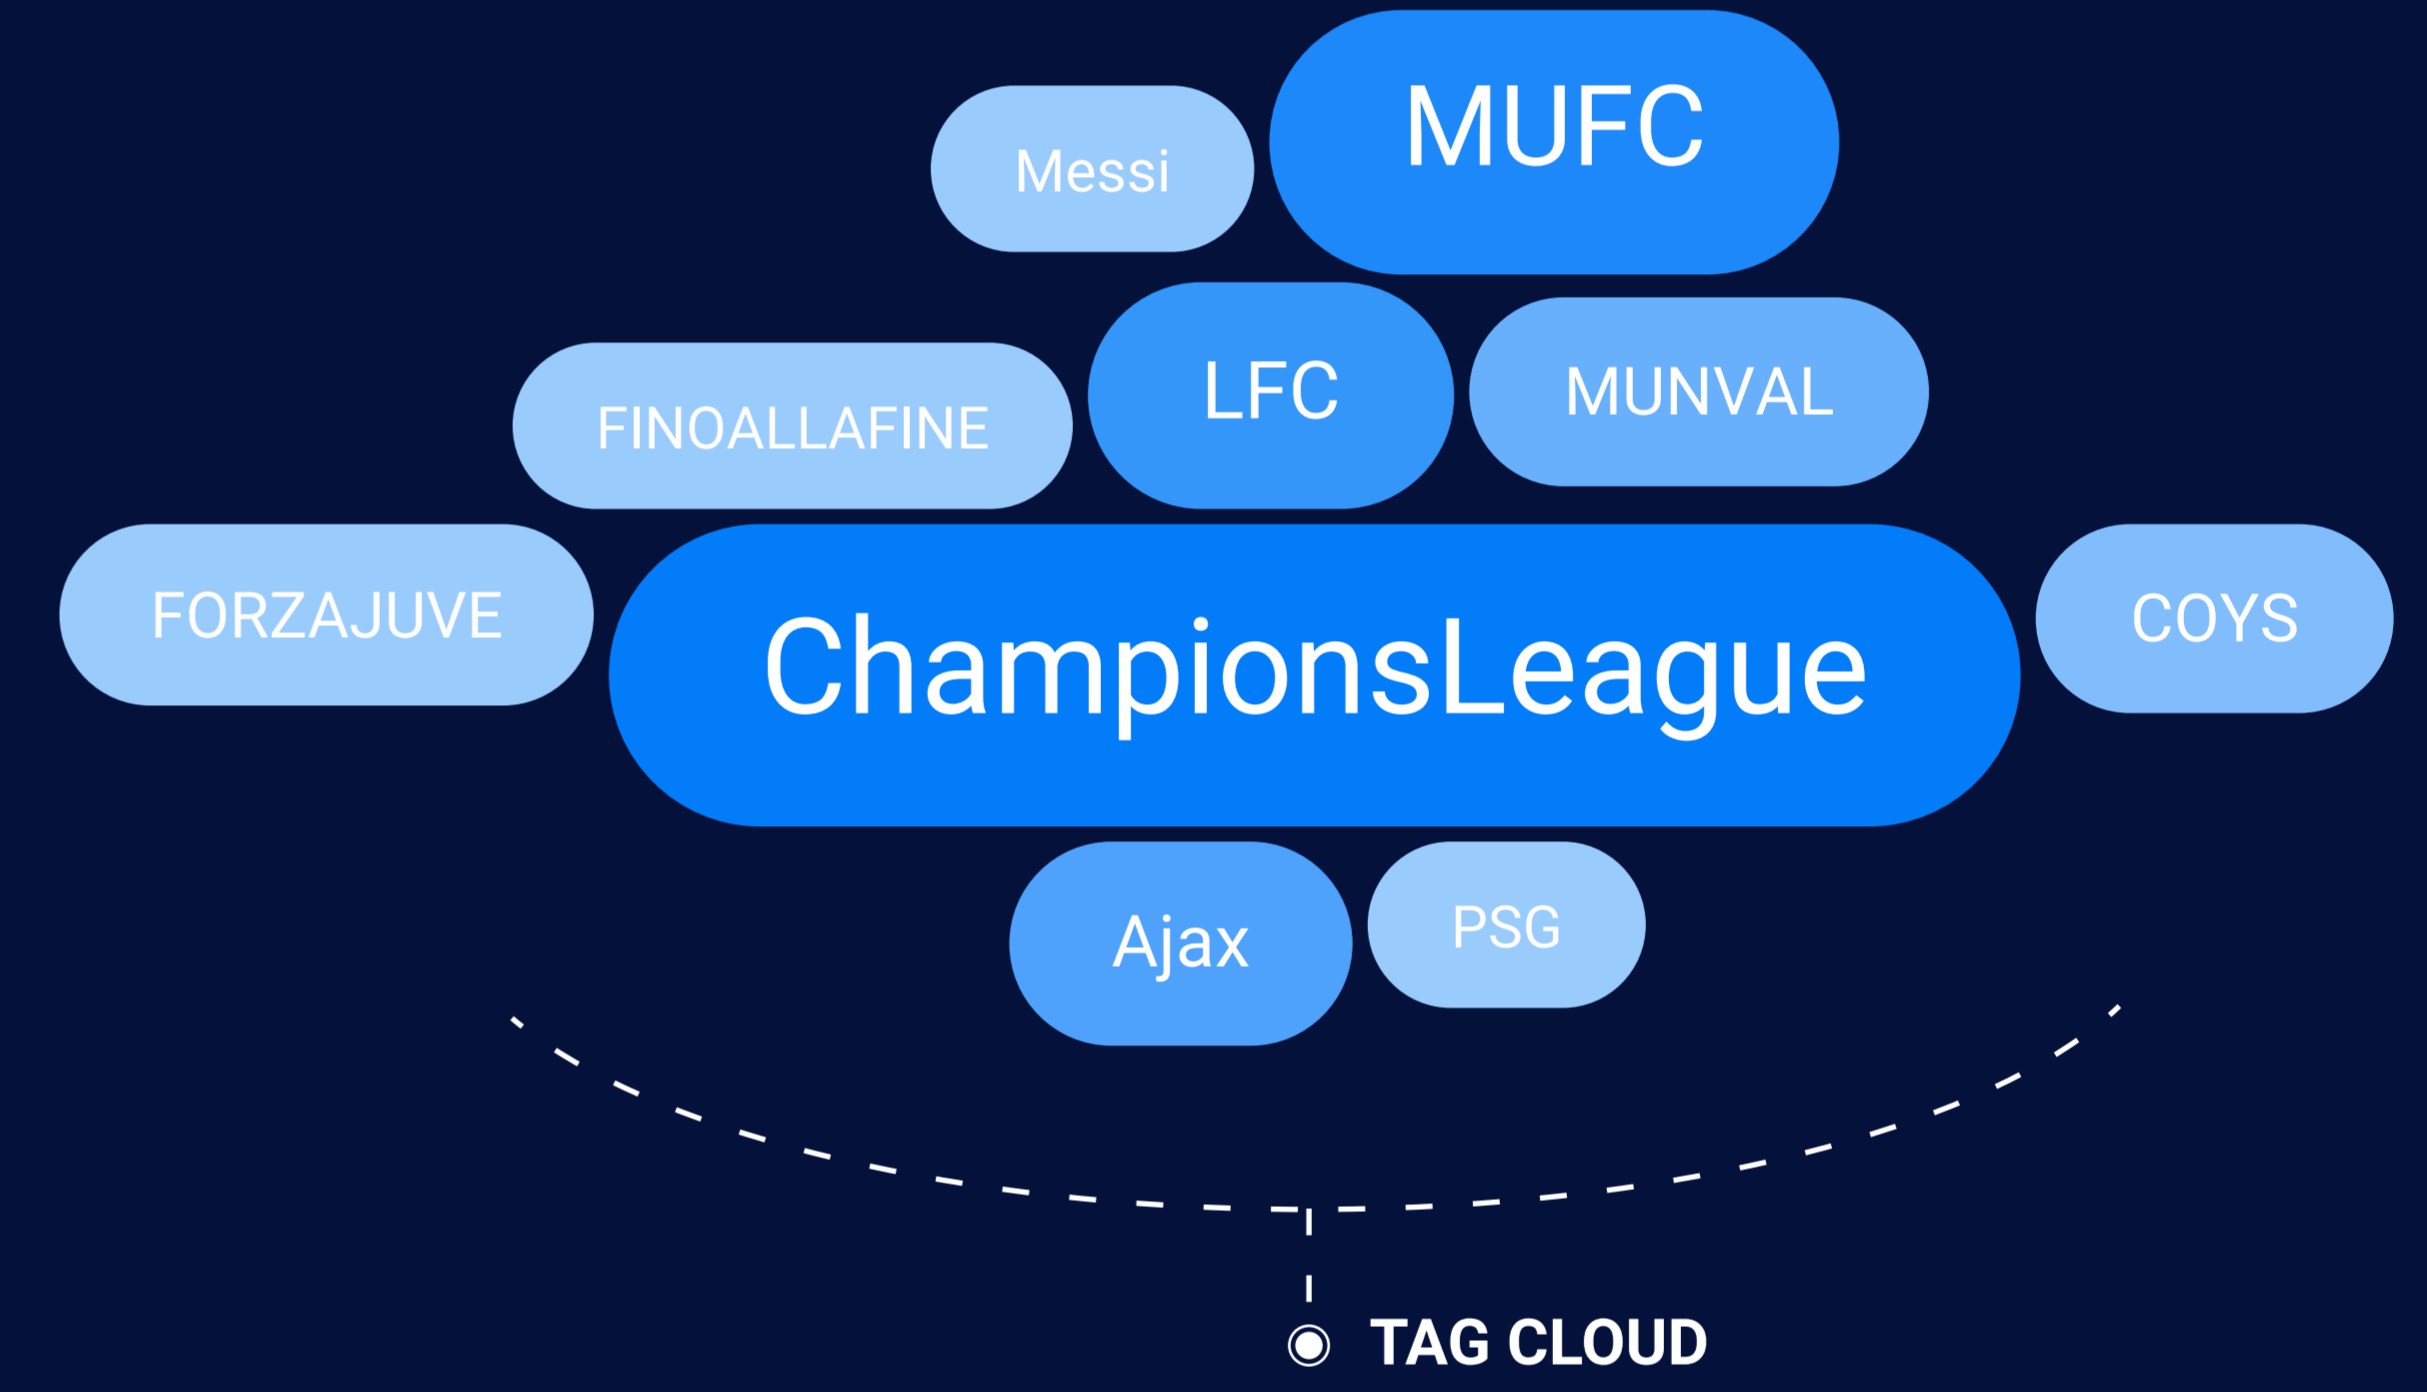 MUFC
Messi
LFC
MUNVAL
FINOALLAFINE
FORZAJUVE
ChampionsLeague
COYS
Ajax
PSG
TAG CLOUD